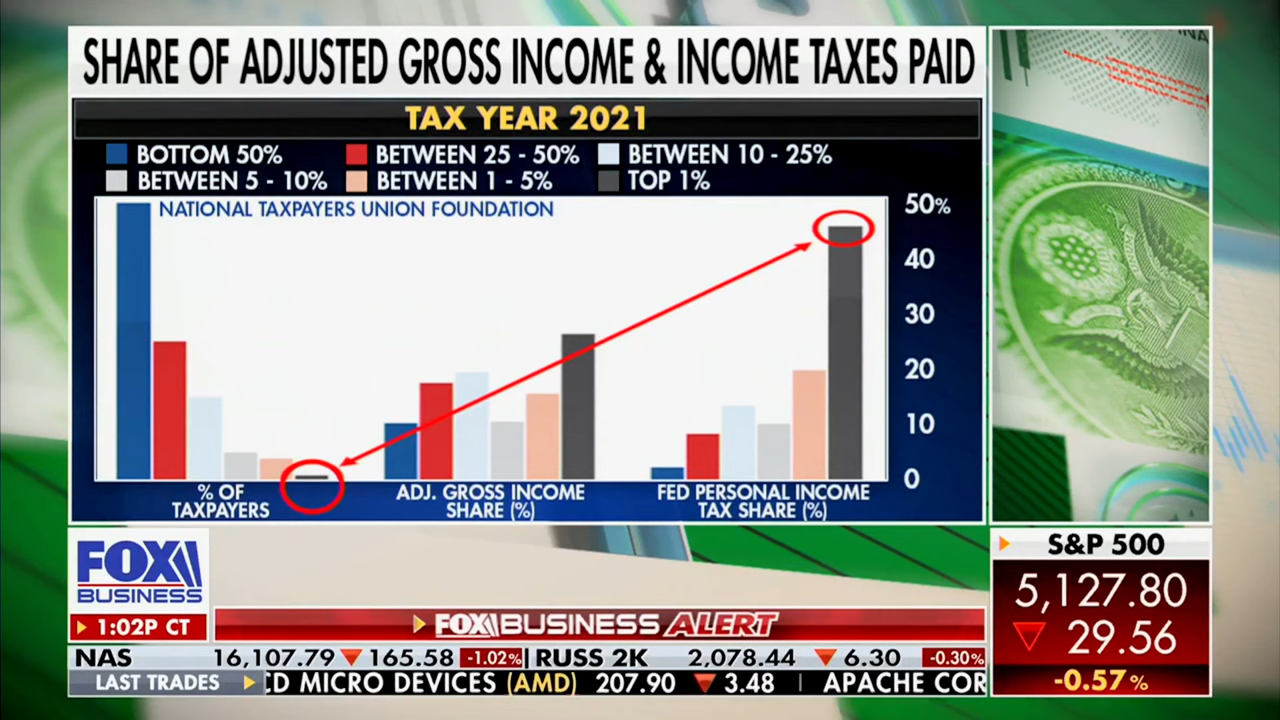 SHARE OF ADJUSTED GROSS INCOME & INCOME TAXES PAID
TAX YEAR 2021
BOTTOM 50% BETWEEN 25 - 50% BETWEEN 10 - 25%
BETWEEN 5 - 10% BETWEEN 1 - 5% TOP 1%
NATIONAL TAXPAYERS UNION FOUNDATION
50%
40
30
20
10
0
% OF
TAXPAYERS
ADJ. GROSS INCOME
SHARE (%)
FED PERSONAL INCOME
TAX SHARE (%)
FOX
BUSINESS
1:02P CT
FOX BUSINESS ALERT
S&P 500
5,127.80
29.56
-0.57%
NAS 16,107.79 165.58 -1.02% RUSS 2K 2,078.44 6.30 -0.30%
LAST TRADES CD MICRO DEVICES (AMD) 207.90 3.48 | APACHE COR